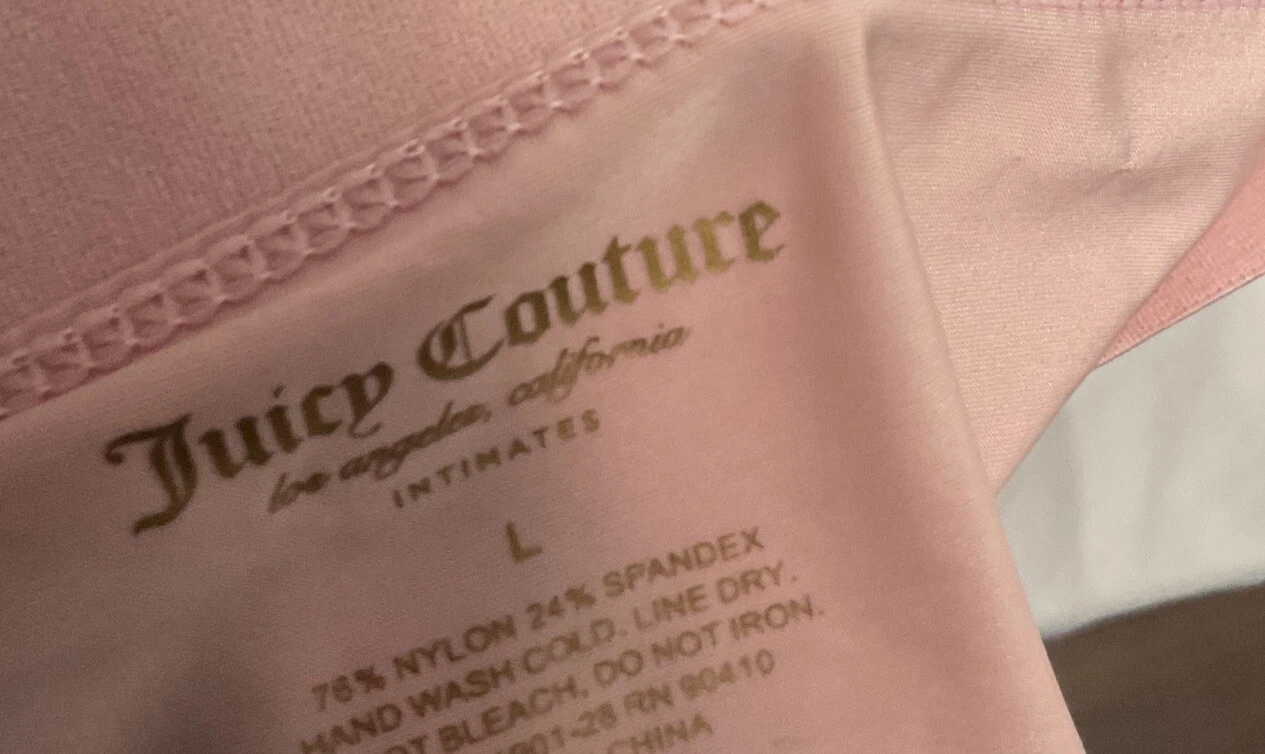 Juicy Couture
los angeles, california
INTIMATES
L
76% NYLON 24% SPANDEX
HAND WASH COLD. LINE DRY.
BLEACH. DO NOT IRON.
RN 90410
CHINA